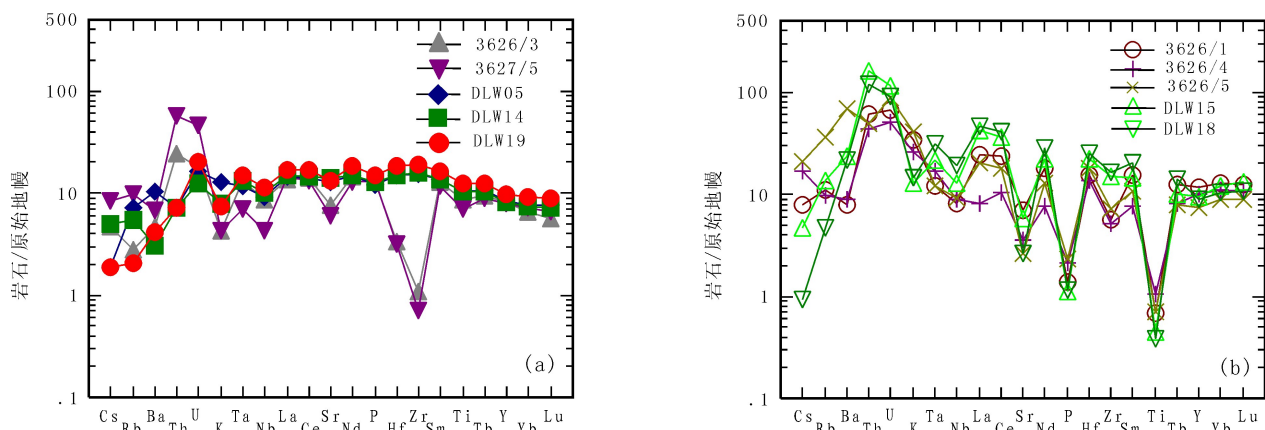 500
100
10
1
.1
岩石/原始地幔
3626/3
3627/5
DLW05
DLW14
DLW19
(a)
Cs Rb Ba Th U K Ta Nb La Ce Sr Nd P Hf Zr Sm Ti Tb Y Yb Lu
500
100
10
1
.1
岩石/原始地幔
3626/1
3626/4
3626/5
DLW15
DLW18
(b)
Cs Rb Ba Th U K Ta Nb La Ce Sr Nd P Hf Zr Sm Ti Tb Y Yb Lu